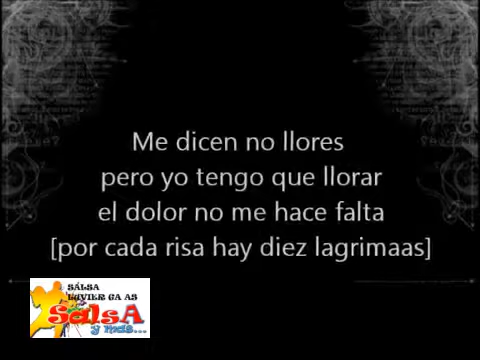 Me dicen no llores
pero yo tengo que llorar
el dolor no me hace falta
[por cada risa hay diez lagrimaas]
SALSA
SalsA
y mas...